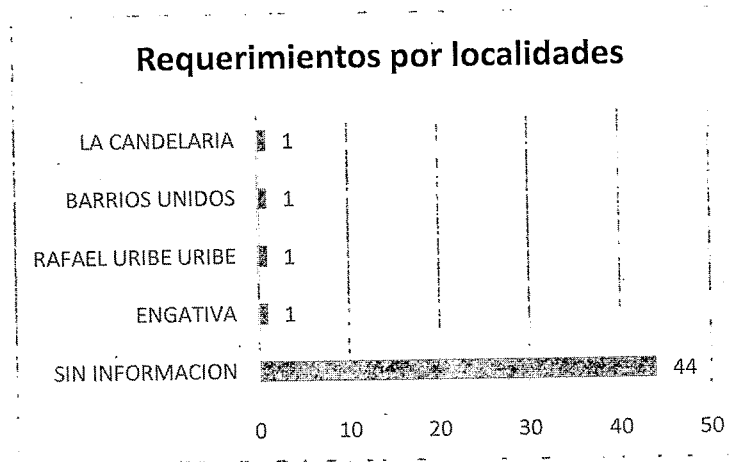 Requerimientos por localidades
LA CANDELARIA 1
BARRIOS UNIDOS 1
RAFAEL URIBE URIBE 1
ENGATIVA 1
SIN INFORMACION 44
0 10 20 30 40 50